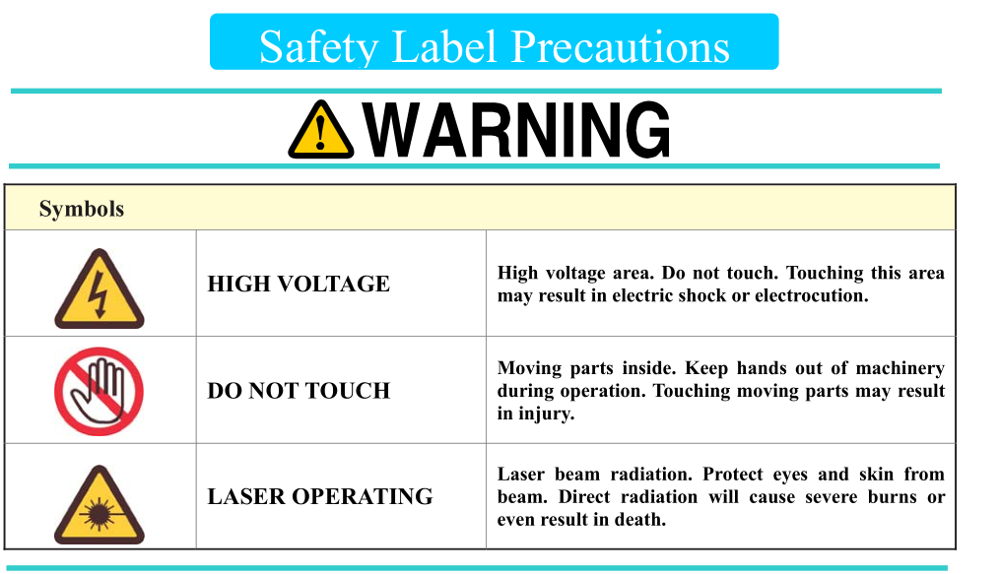 Safety Label Precautions
WARNING
Symbols
HIGH VOLTAGE
High voltage area. Do not touch. Touching this area
may result in electric shock or electrocution.
DO NOT TOUCH
Moving parts inside. Keep hands out of machinery
during operation. Touching moving parts may result
in injury.
LASER OPERATING
Laser beam radiation. Protect eyes and skin from
beam. Direct radiation will cause severe burns or
even result in death.